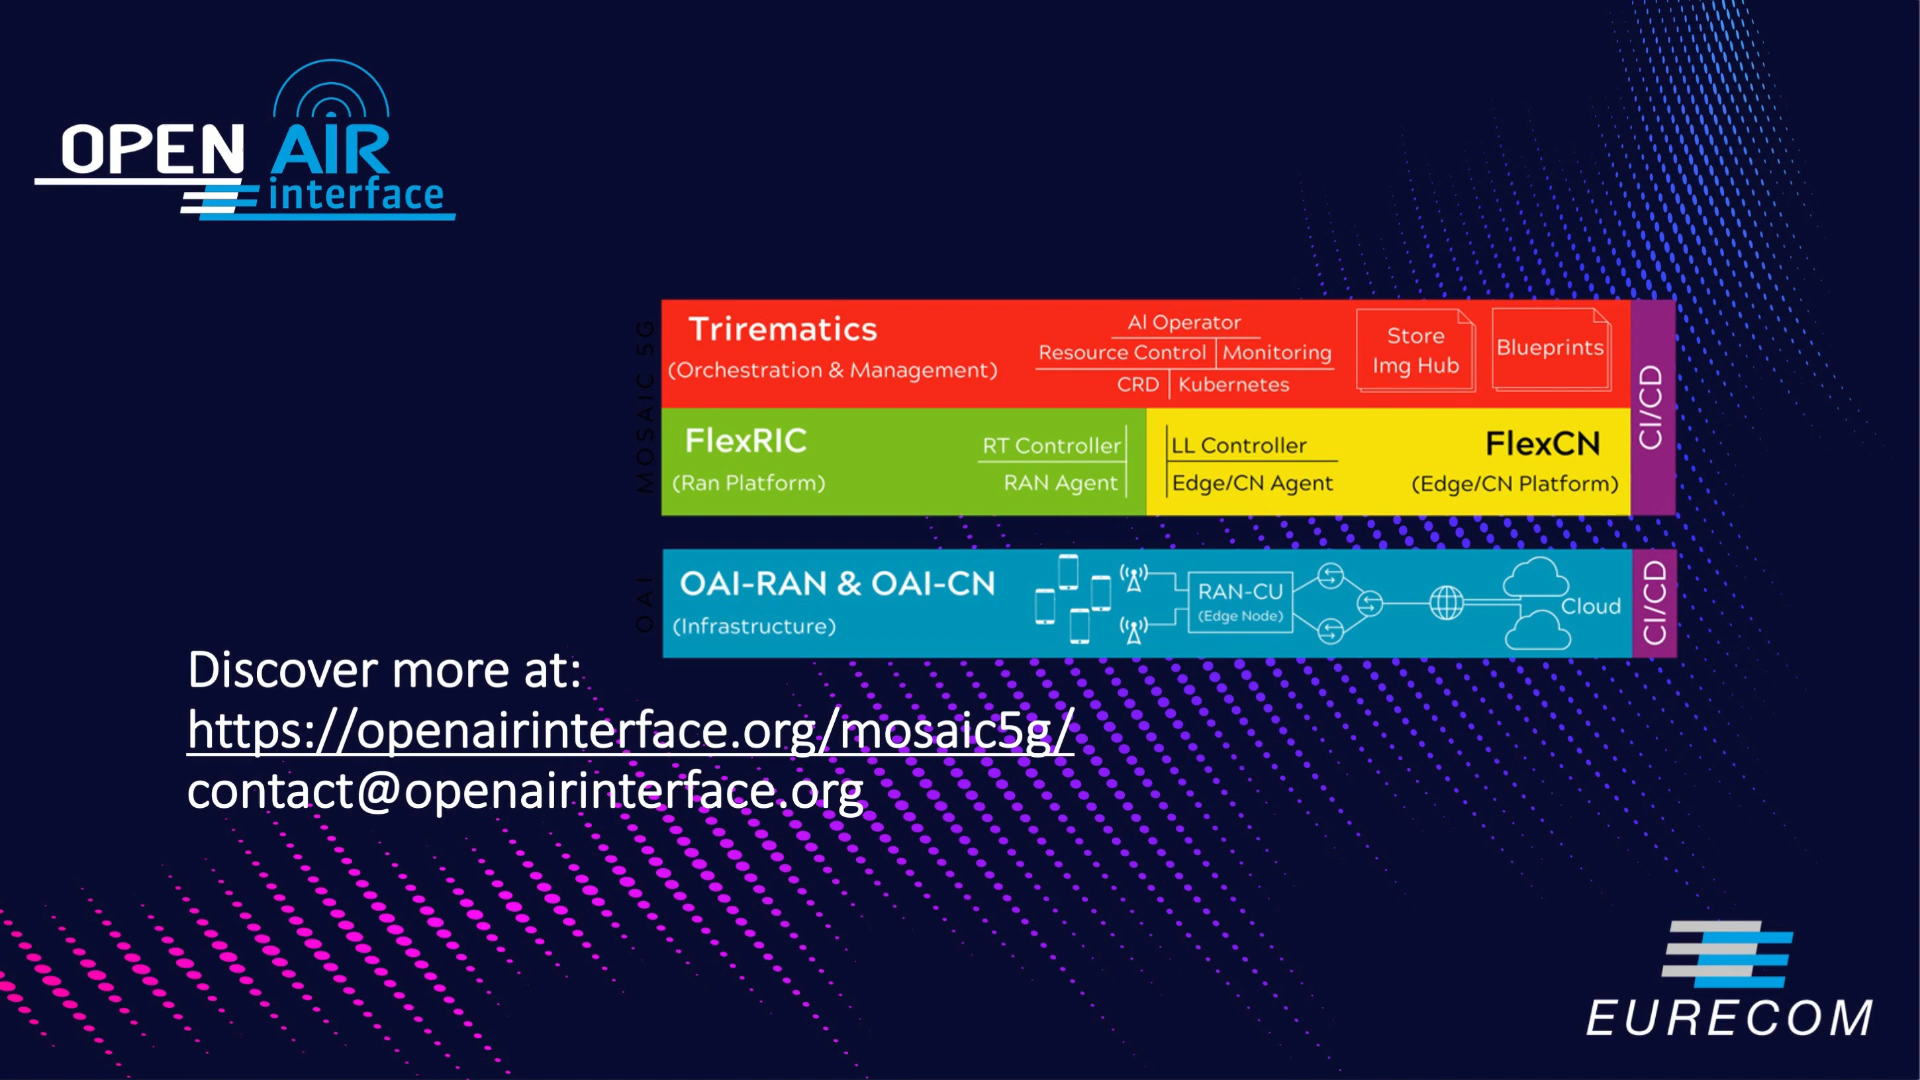 OPEN AIR
interface
MOSAIC 5G
Trirematics
(Orchestration & Management)
AI Operator
Resource Control Monitoring
CRD Kubernetes
Store
Img Hub
Blueprints
CI/CD
FlexRIC
(Ran Platform)
RT Controller
RAN Agent
LL Controller
Edge/CN Agent
FlexCN
(Edge/CN Platform)
OAI
OAI-RAN & OAI-CN
(Infrastructure)
RAN-CU
(Edge Node)
Cloud
CI/CD
Discover more at:
https://openairinterface.org/mosaic5g/
contact@openairinterface.org
EURECOM